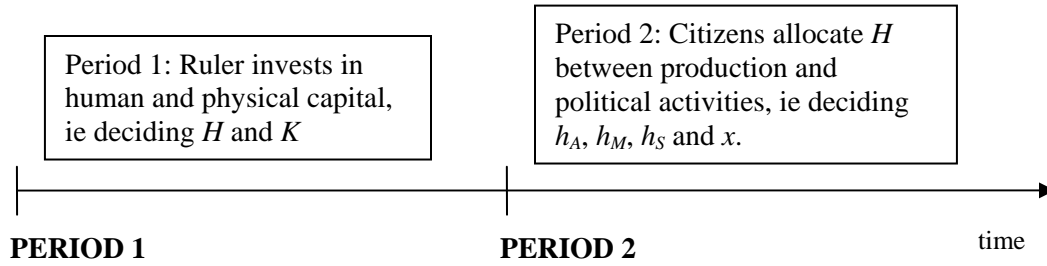 Period 1: Ruler invests in
human and physical capital,
ie deciding H and K
Period 2: Citizens allocate H
between production and
political activities, ie deciding
hA, hM, hS and x.
PERIOD 1
PERIOD 2
time